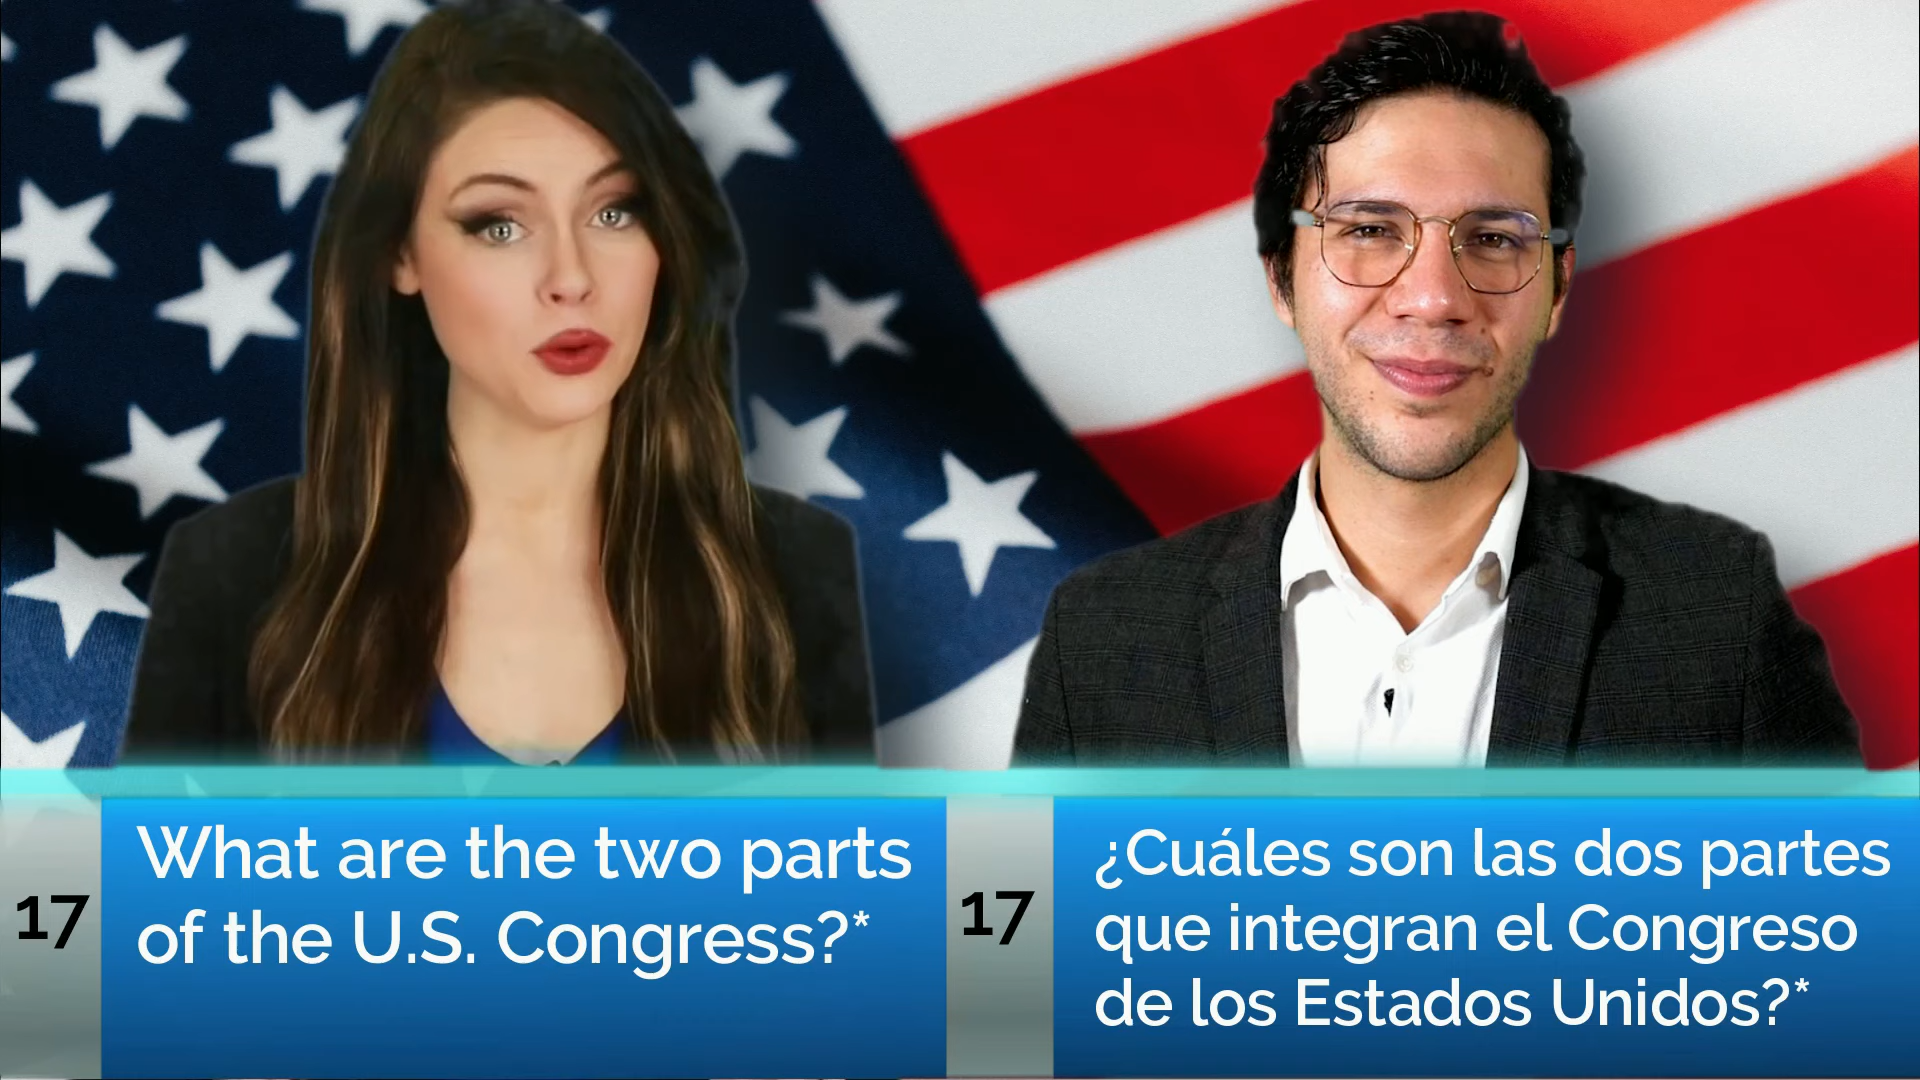 17
What are the two parts
of the U.S. Congress?*
17
¿Cuáles son las dos partes
que integran el Congreso
de los Estados Unidos?*